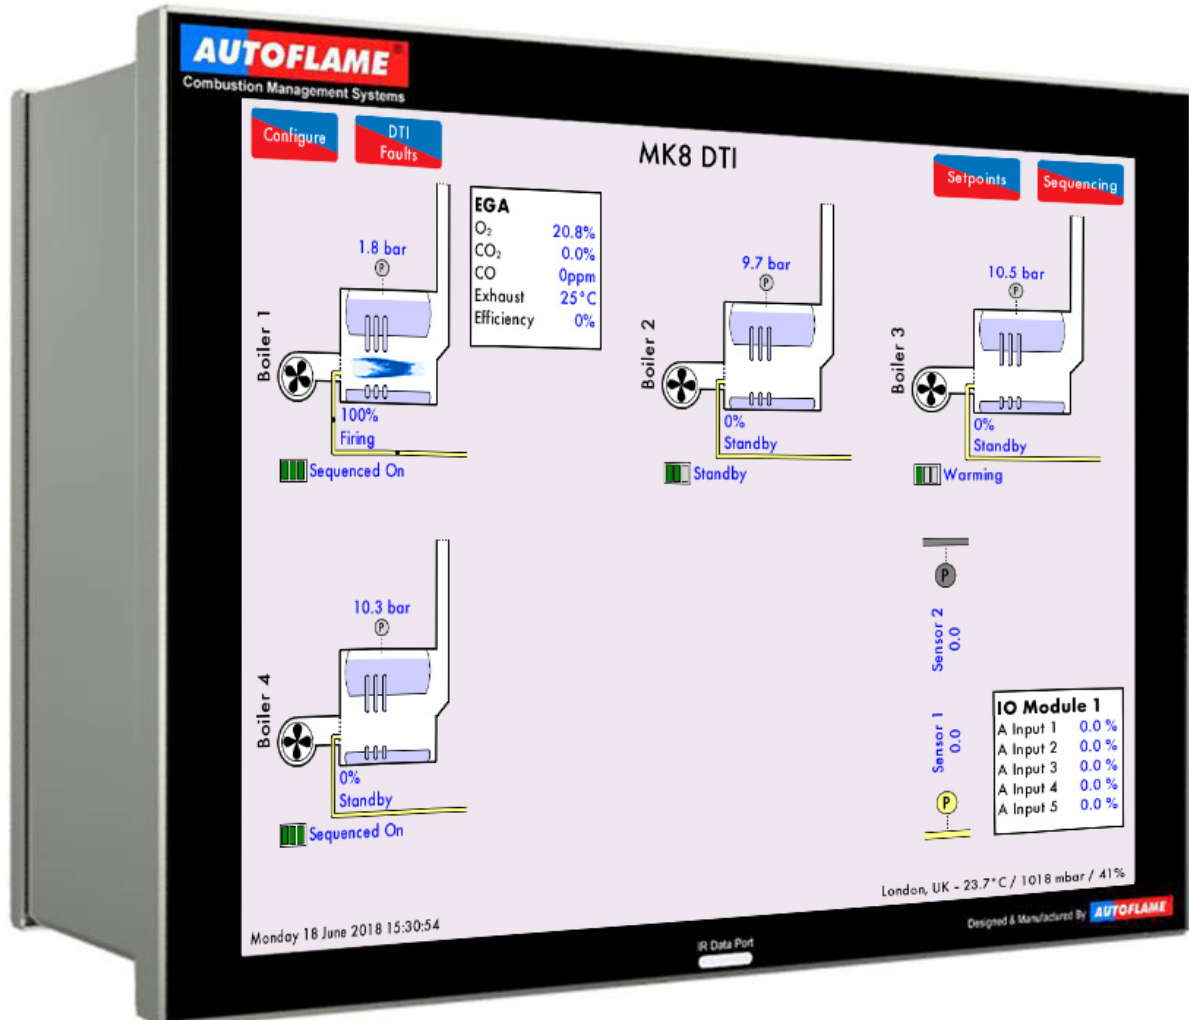 AUTOFLAME®
Combustion Management Systems
Configure
DTI
Faults
MK8 DTI
Setpoints
Sequencing
Boiler 1
1.8 bar
P
100%
Firing
Sequenced On
EGA
O₂ 20.8%
CO₂ 0.0%
CO 0ppm
Exhaust 25°C
Efficiency 0%
Boiler 2
9.7 bar
P
0%
Standby
Standby
Boiler 3
10.5 bar
P
0%
Standby
Warming
Boiler 4
10.3 bar
P
0%
Standby
Sequenced On
P
Sensor 2
0.0
Sensor 1
0.0
P
IO Module 1
A Input 1 0.0 %
A Input 2 0.0 %
A Input 3 0.0 %
A Input 4 0.0 %
A Input 5 0.0 %
London, UK - 23.7°C / 1018 mbar / 41%
Monday 18 June 2018 15:30:54
IR Data Port
Designed & Manufactured By AUTOFLAME